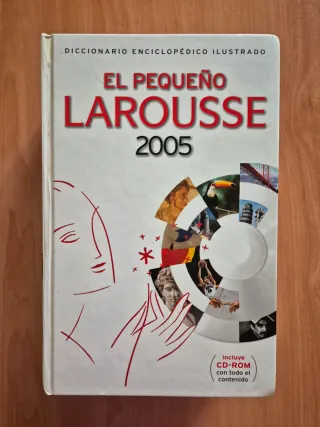 DICCIONARIO ENCICLOPÉDICO ILUSTRADO
EL PEQUEÑO
LAROUSSE
2005
incluye
CD-ROM
con todo el
contenido